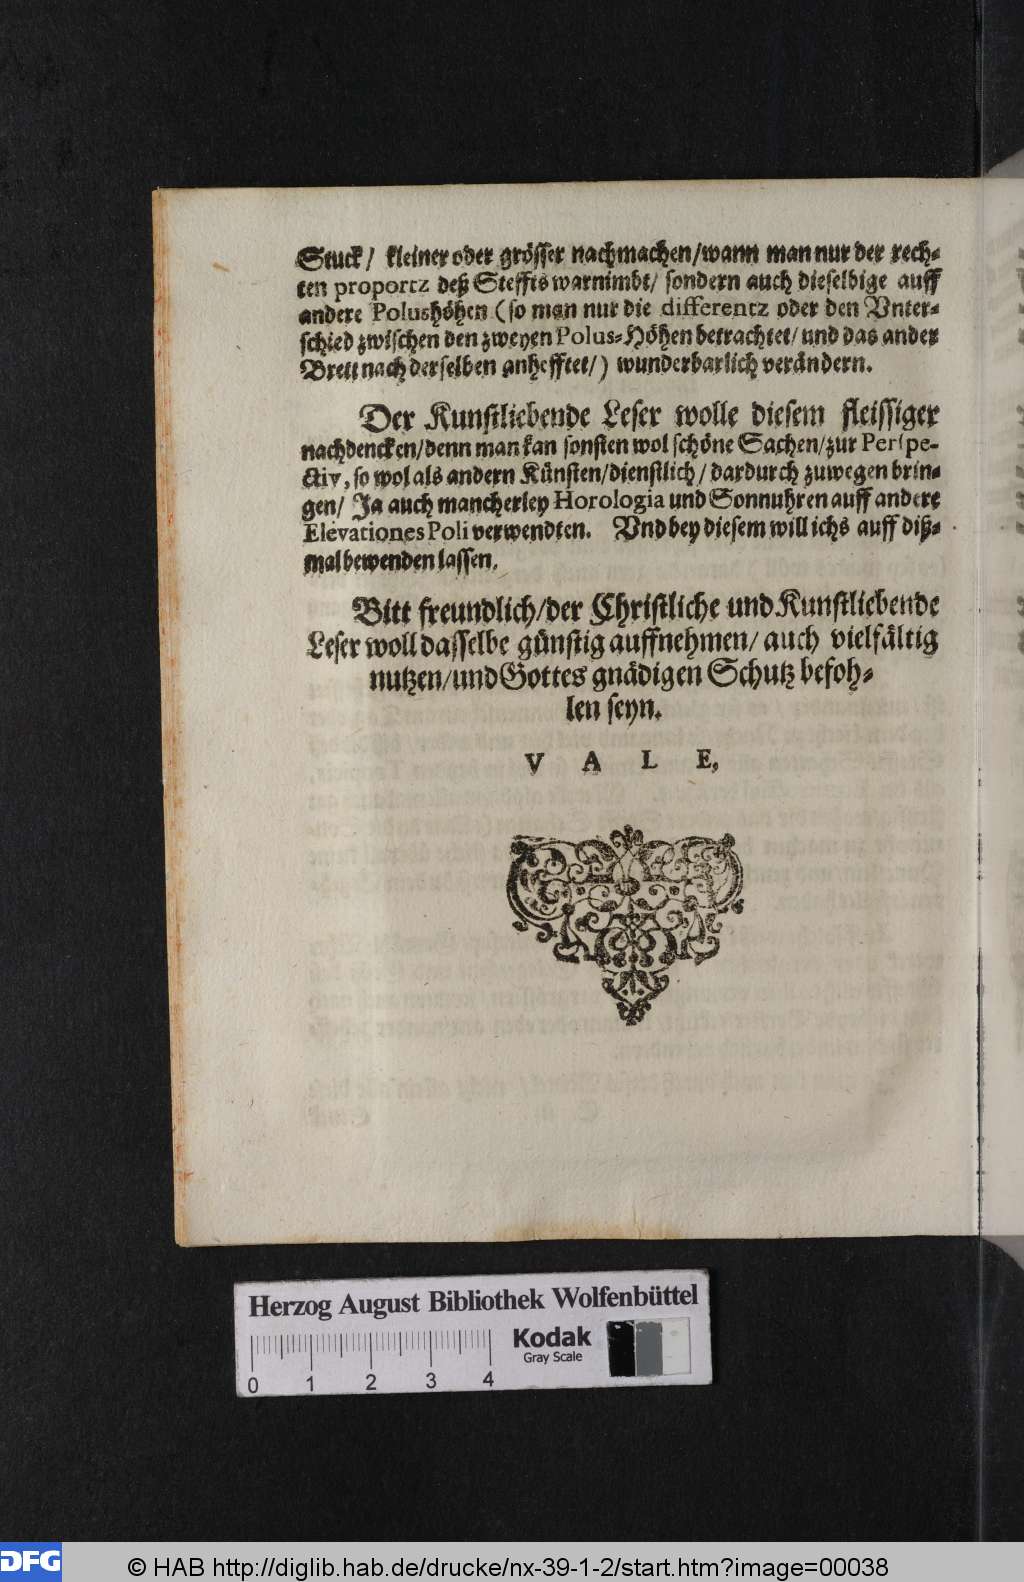 Stuck / kleiner oder grösser nachmachen / wann man nur der rech-
ten proportz deß Steffts warnimbt / sondern auch dieselbige auff
andere Polushöhen (so man nur die differentz oder den Vnter-
schied zwischen den zweyen Polus-Höhen betrachtet / und das ander
Brett nach derselben anhefftet /) wunderbarlich verändern.
Der Kunstliebende Leser wolle diesem fleissiger
nachdencken / denn man kan sonsten wol schöne Sachen / zur Perspe-
ctiv, so wol als andern Künsten / dienstlich / dardurch zuwegen brin-
gen / Ja auch mancherley Horologia und Sonnuhren auff andere
Elevationes Poli verwendten. Vnd bey diesem will ichs auff diß-
mal bewenden lassen.
Bitt freundlich / der Christliche und Kunstliebende
Leser woll dasselbe günstig auffnehmen / auch vielfältig
nutzen / und Gottes gnädigen Schutz befoh-
len seyn.
V A L E,
Herzog August Bibliothek Wolfenbüttel
Kodak
Gray Scale
0 1 2 3 4
DFG © HAB http://diglib.hab.de/drucke/nx-39-1-2/start.htm?image=00038